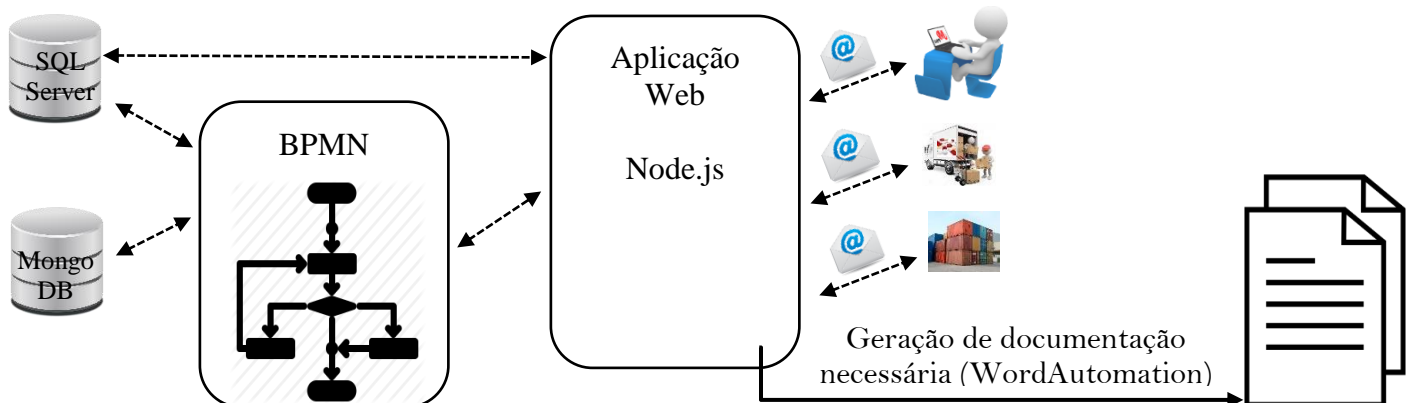 SQL
Server
Mongo
DB
BPMN
Aplicação
Web
Node.js
@
@
@
Geração de documentação
necessária (WordAutomation)